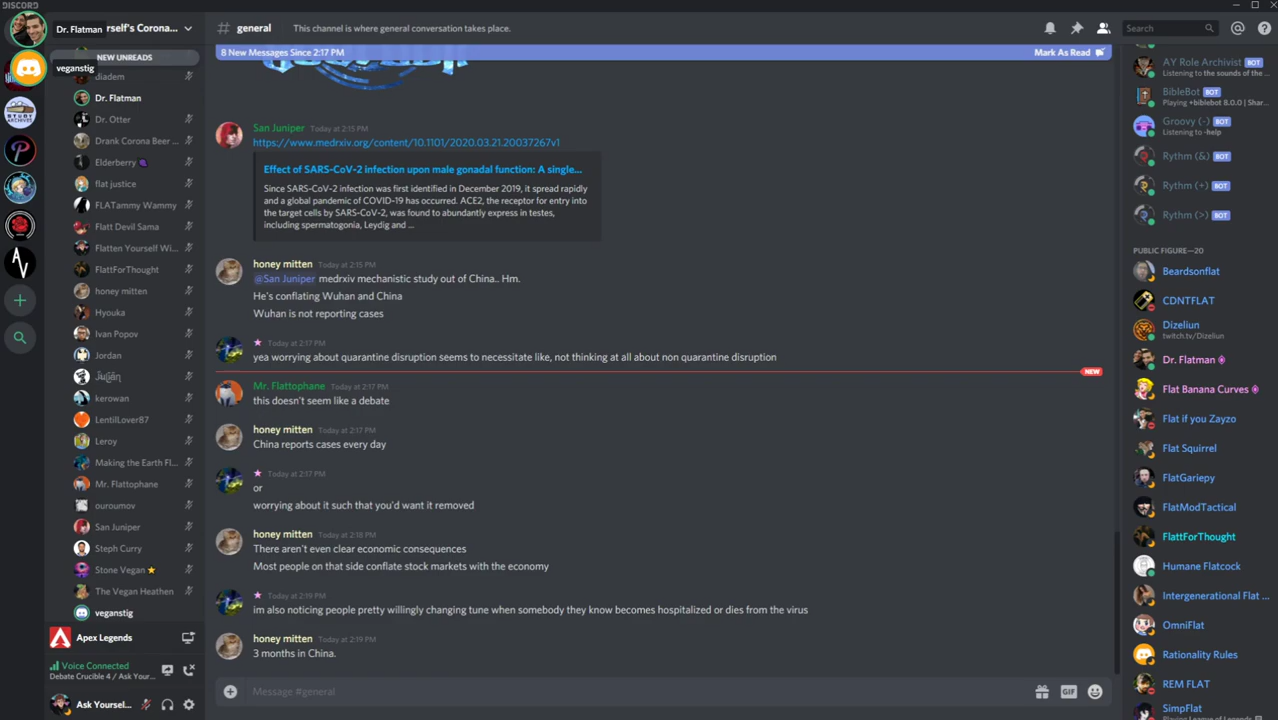 DISCORD
Dr. Flatman
rself's Corona...
# general
This channel is where general conversation takes place.
Search
veganstig
NEW UNREADS
diadem
Dr. Flatman
Dr. Otter
Drank Corona Beer ...
Elderberry
flat justice
FLATammy Wammy
Flatt Devil Sama
Flatten Yourself Wi...
FlattForThought
honey mitten
Hyouka
Ivan Popov
Jordan
kerowan
LentilLover87
Leroy
Making the Earth Fl...
Mr. Flattophane
ouroumov
San Juniper
Steph Curry
Stone Vegan
The Vegan Heathen
veganstig
Apex Legends
Voice Connected
Debate Crucible 4 / Ask Your...
Ask Yoursel...
STUDY ARCHIVES
AV
8 New Messages Since 2:17 PM
Mark As Read
San Juniper Today at 2:15 PM
https://www.medrxiv.org/content/10.1101/2020.03.21.20037267v1
Effect of SARS-CoV-2 infection upon male gonadal function: A single...
Since SARS-CoV-2 infection was first identified in December 2019, it spread rapidly
and a global pandemic of COVID-19 has occurred. ACE2, the receptor for entry into
the target cells by SARS-CoV-2, was found to abundantly express in testes,
including spermatogonia, Leydig and ...
honey mitten Today at 2:15 PM
@San Juniper medrxiv mechanistic study out of China.. Hm.
He's conflating Wuhan and China
Wuhan is not reporting cases
Today at 2:17 PM
yea worrying about quarantine disruption seems to necessitate like, not thinking at all about non quarantine disruption
NEW
Mr. Flattophane Today at 2:17 PM
this doesn't seem like a debate
honey mitten Today at 2:17 PM
China reports cases every day
Today at 2:17 PM
or
worrying about it such that you'd want it removed
honey mitten Today at 2:18 PM
There aren't even clear economic consequences
Most people on that side conflate stock markets with the economy
Today at 2:19 PM
im also noticing people pretty willingly changing tune when somebody they know becomes hospitalized or dies from the virus
honey mitten Today at 2:19 PM
3 months in China.
Message #general
GIF
AY Role Archivist BOT
Listening to the sounds of the ...
BibleBot BOT
Playing +biblebot 8.0.0 | Shar...
Groovy (-) BOT
Listening to -help
Rythm (&) BOT
Rythm (+) BOT
Rythm (>) BOT
PUBLIC FIGURE—20
Beardsonflat
CDNTFLAT
Dizeliun
twitch.tv/Dizeliun
Dr. Flatman
Flat Banana Curves
Flat if you Zayzo
Flat Squirrel
FlatGariepy
FlatModTactical
FlattForThought
Humane Flatcock
Intergenerational Flat ...
OmniFlat
Rationality Rules
REM FLAT
SimpFlat
Playing League of Legends